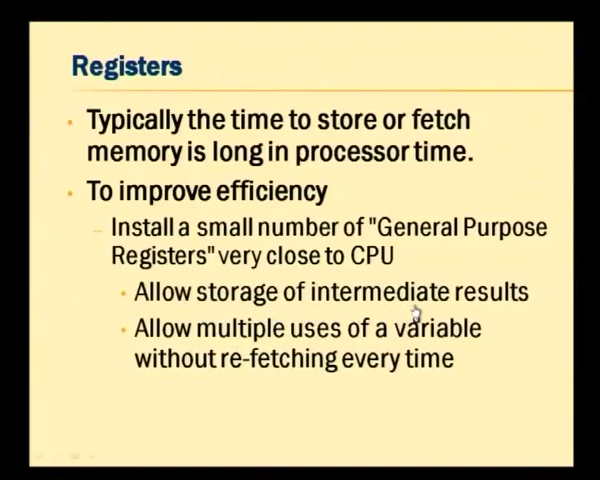 Registers
Typically the time to store or fetch
memory is long in processor time.
To improve efficiency
Install a small number of "General Purpose
Registers" very close to CPU
Allow storage of intermediate results
Allow multiple uses of a variable
without re-fetching every time